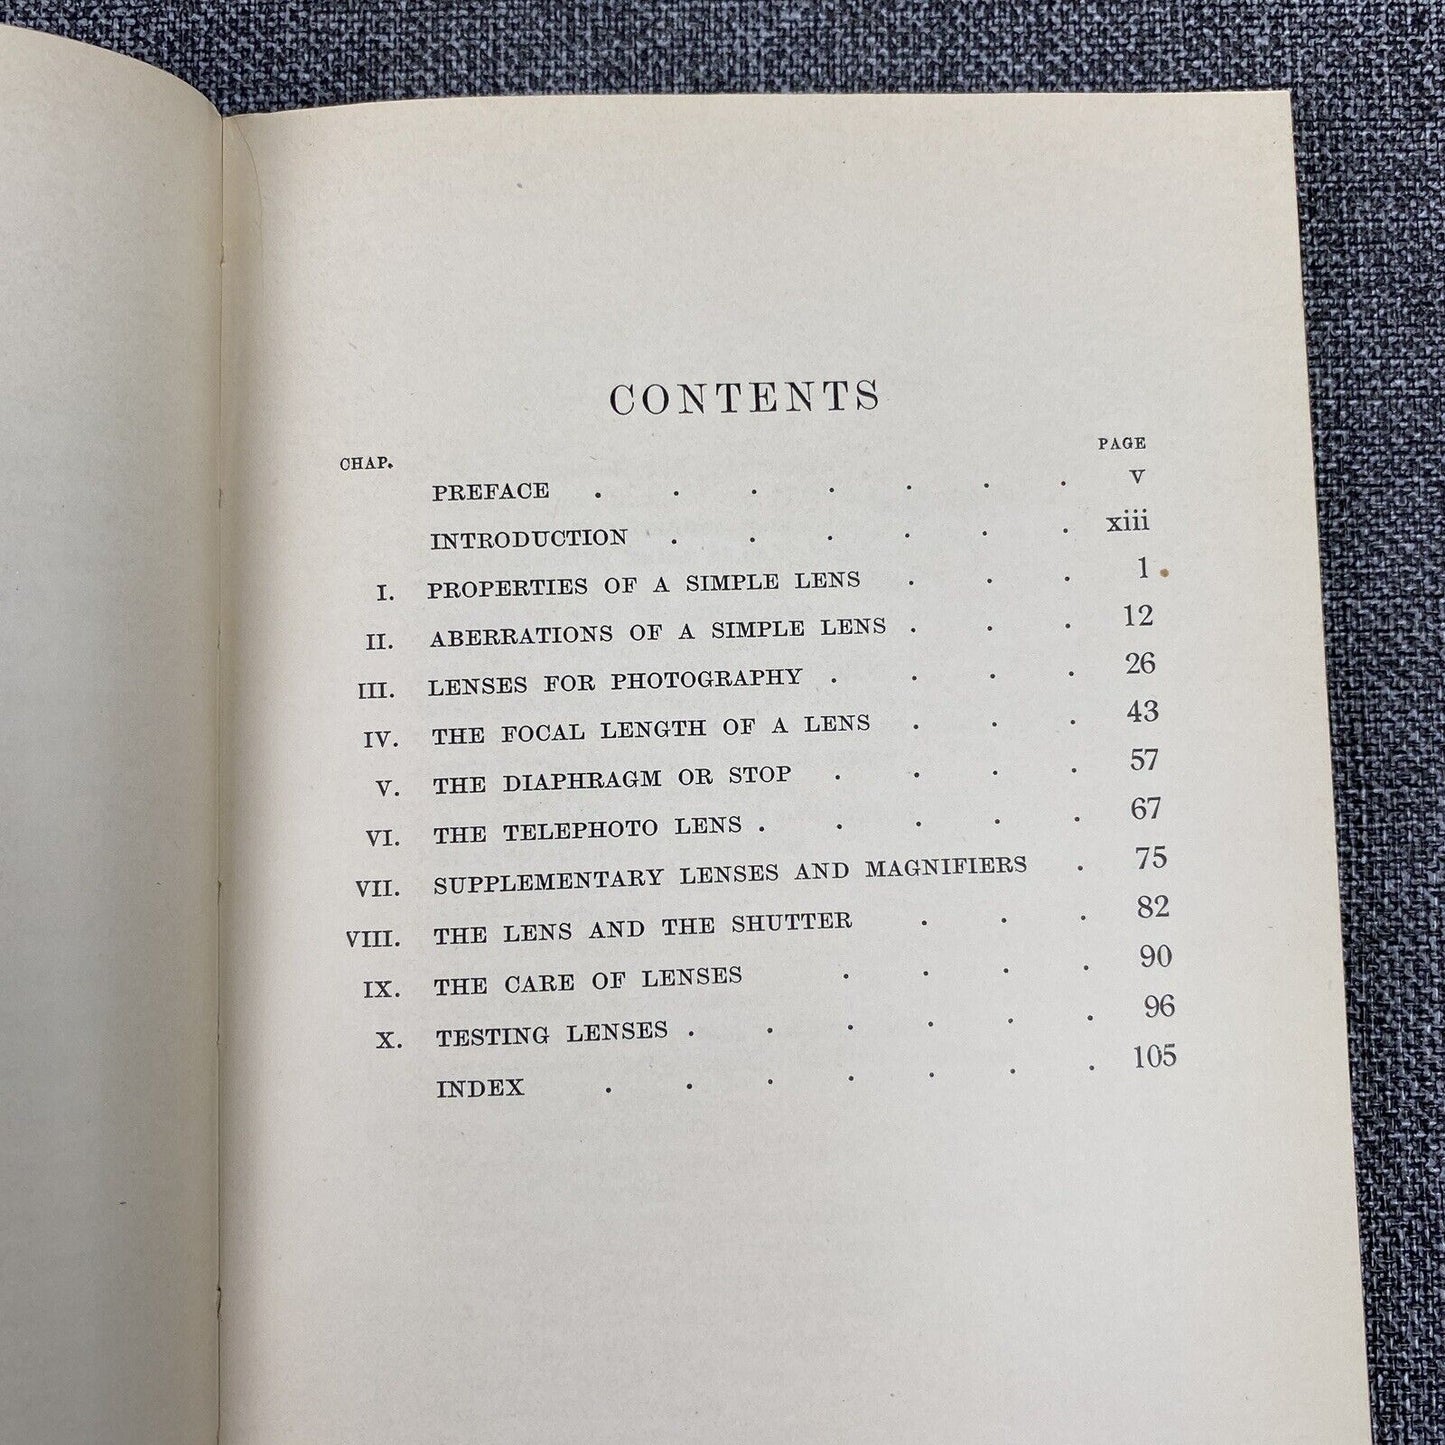 CONTENTS
CHAP. PAGE
PREFACE . . . . . . . v
INTRODUCTION . . . . . . xiii
I. PROPERTIES OF A SIMPLE LENS . . . 1
II. ABERRATIONS OF A SIMPLE LENS . . . 12
III. LENSES FOR PHOTOGRAPHY . . . . 26
IV. THE FOCAL LENGTH OF A LENS . . . 43
V. THE DIAPHRAGM OR STOP . . . . 57
VI. THE TELEPHOTO LENS . . . . . 67
VII. SUPPLEMENTARY LENSES AND MAGNIFIERS . 75
VIII. THE LENS AND THE SHUTTER . . . 82
IX. THE CARE OF LENSES . . . . 90
X. TESTING LENSES . . . . . . 96
INDEX . . . . . . . 105